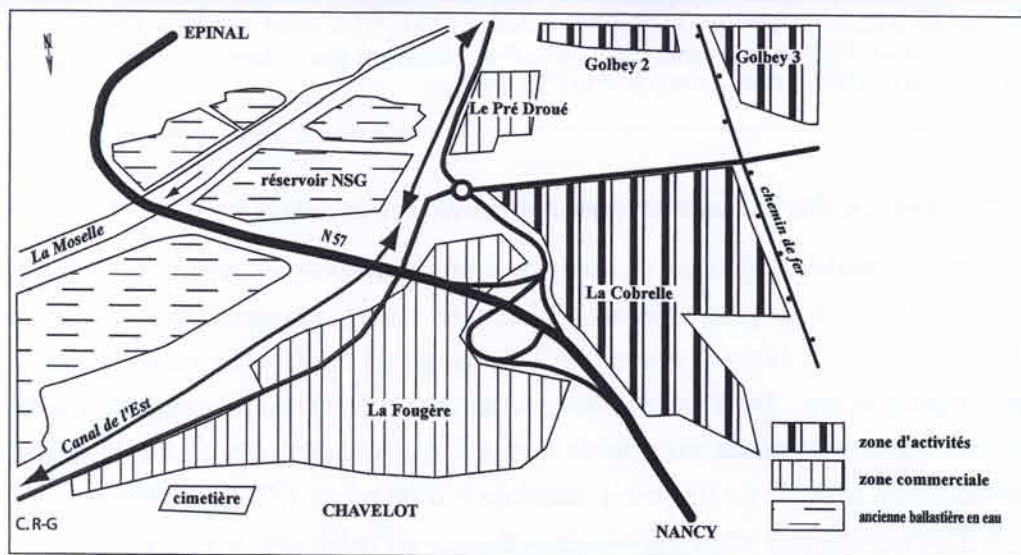 N
EPINAL
Golbey 2
Golbey 3
Le Pré Droué
réservoir NSG
La Moselle
N 57
chemin de fer
La Cobrelle
La Fougère
Canal de l'Est
cimetière
CHAVELOT
NANCY
C. R-G
zone d'activités
zone commerciale
ancienne ballastière en eau